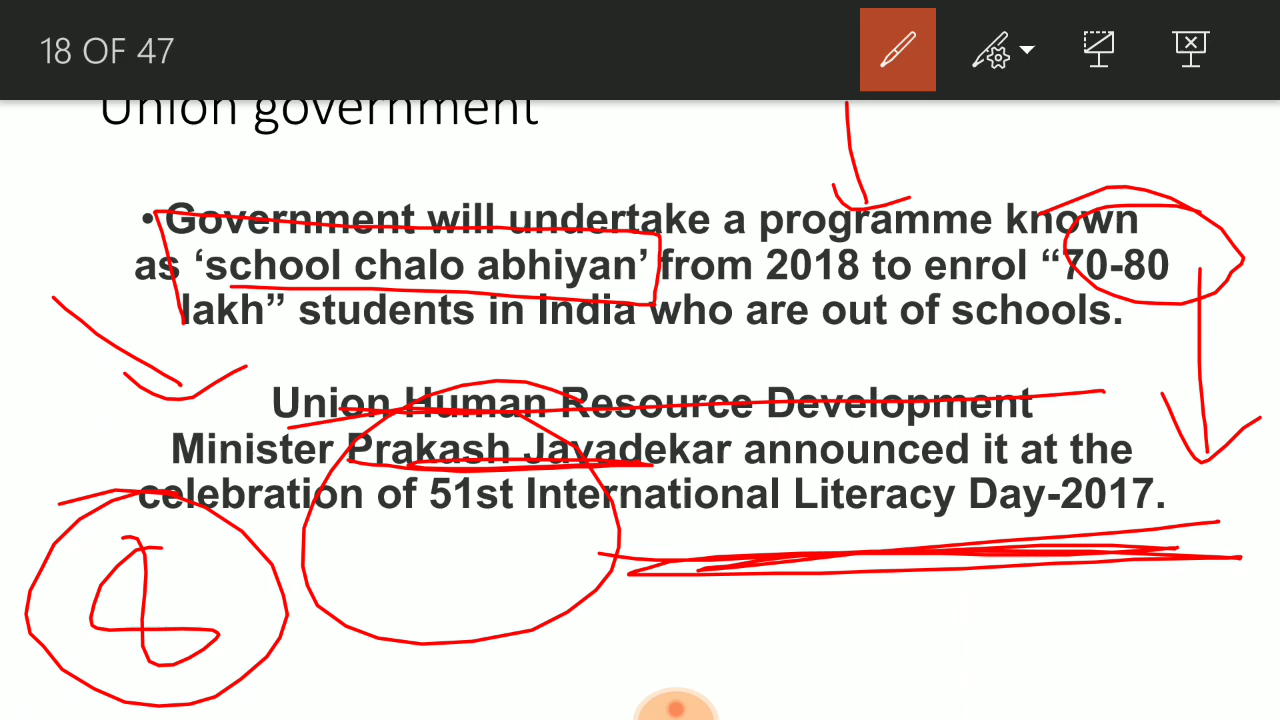 18 OF 47
Union government
• Government will undertake a programme known
as ‘school chalo abhiyan’ from 2018 to enrol “70-80
lakh” students in India who are out of schools.
Union Human Resource Development
Minister Prakash Javadekar announced it at the
celebration of 51st International Literacy Day-2017.